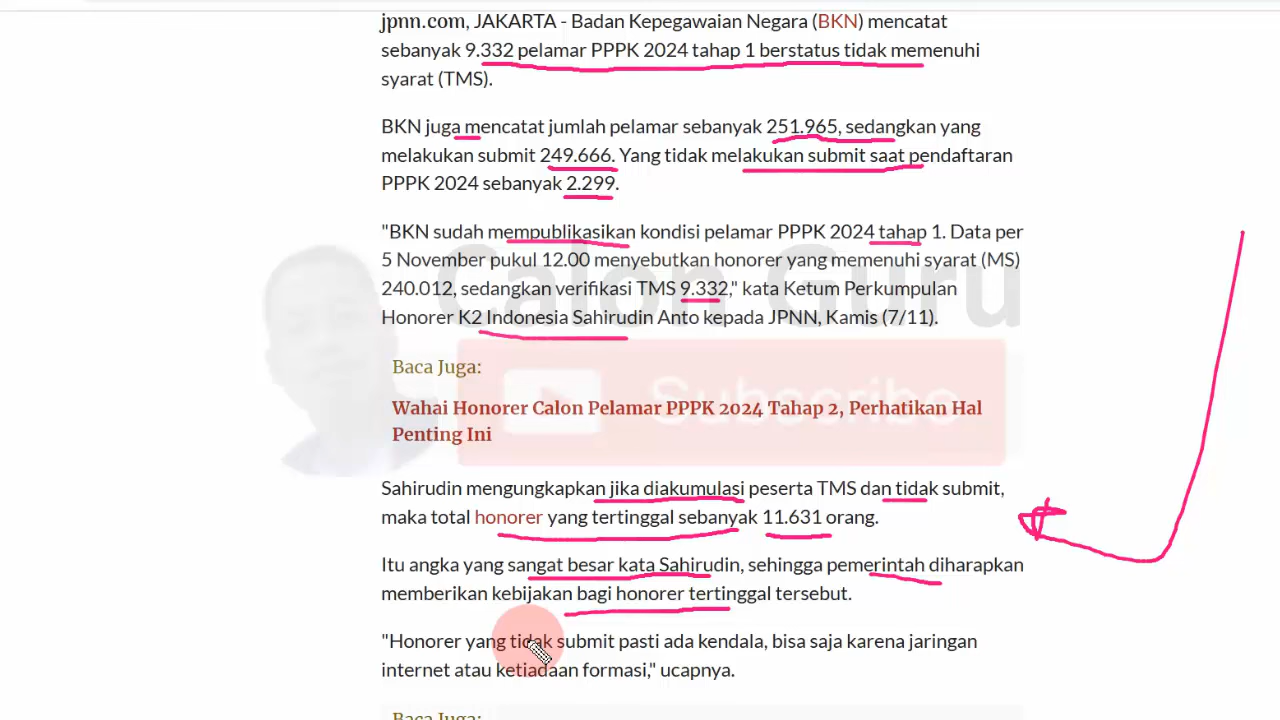 jpnn.com, JAKARTA - Badan Kepegawaian Negara (BKN) mencatat
sebanyak 9.332 pelamar PPPK 2024 tahap 1 berstatus tidak memenuhi
syarat (TMS).
BKN juga mencatat jumlah pelamar sebanyak 251.965, sedangkan yang
melakukan submit 249.666. Yang tidak melakukan submit saat pendaftaran
PPPK 2024 sebanyak 2.299.
"BKN sudah mempublikasikan kondisi pelamar PPPK 2024 tahap 1. Data per
5 November pukul 12.00 menyebutkan honorer yang memenuhi syarat (MS)
240.012, sedangkan verifikasi TMS 9.332," kata Ketum Perkumpulan
Honorer K2 Indonesia Sahirudin Anto kepada JPNN, Kamis (7/11).
Calon Guru
Subscribe
Baca Juga:
Wahai Honorer Calon Pelamar PPPK 2024 Tahap 2, Perhatikan Hal
Penting Ini
Sahirudin mengungkapkan jika diakumulasi peserta TMS dan tidak submit,
maka total honorer yang tertinggal sebanyak 11.631 orang.
Itu angka yang sangat besar kata Sahirudin, sehingga pemerintah diharapkan
memberikan kebijakan bagi honorer tertinggal tersebut.
"Honorer yang tidak submit pasti ada kendala, bisa saja karena jaringan
internet atau ketiadaan formasi," ucapnya.
Baca Juga: